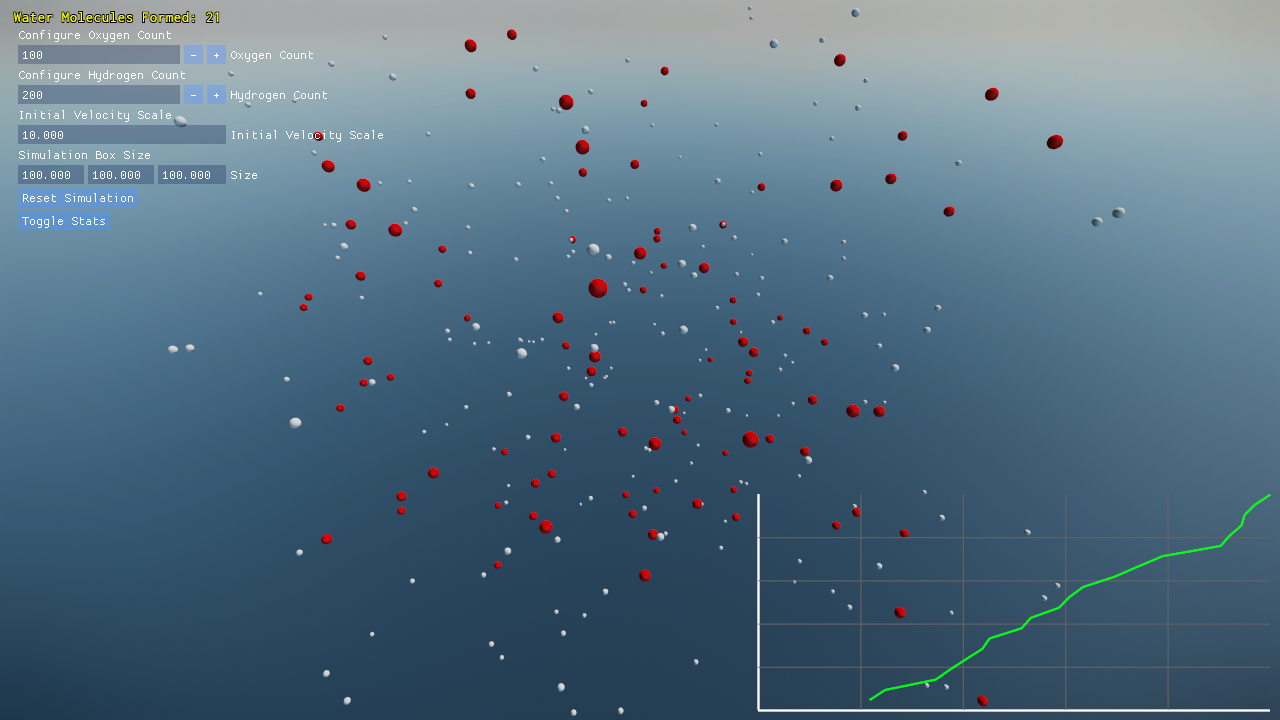 Water Molecules Formed: 21
Configure Oxygen Count
100 - + Oxygen Count
Configure Hydrogen Count
200 - + Hydrogen Count
Initial Velocity Scale
10.000 Initial Velocity Scale
Simulation Box Size
100.000 100.000 100.000 Size
Reset Simulation
Toggle Stats